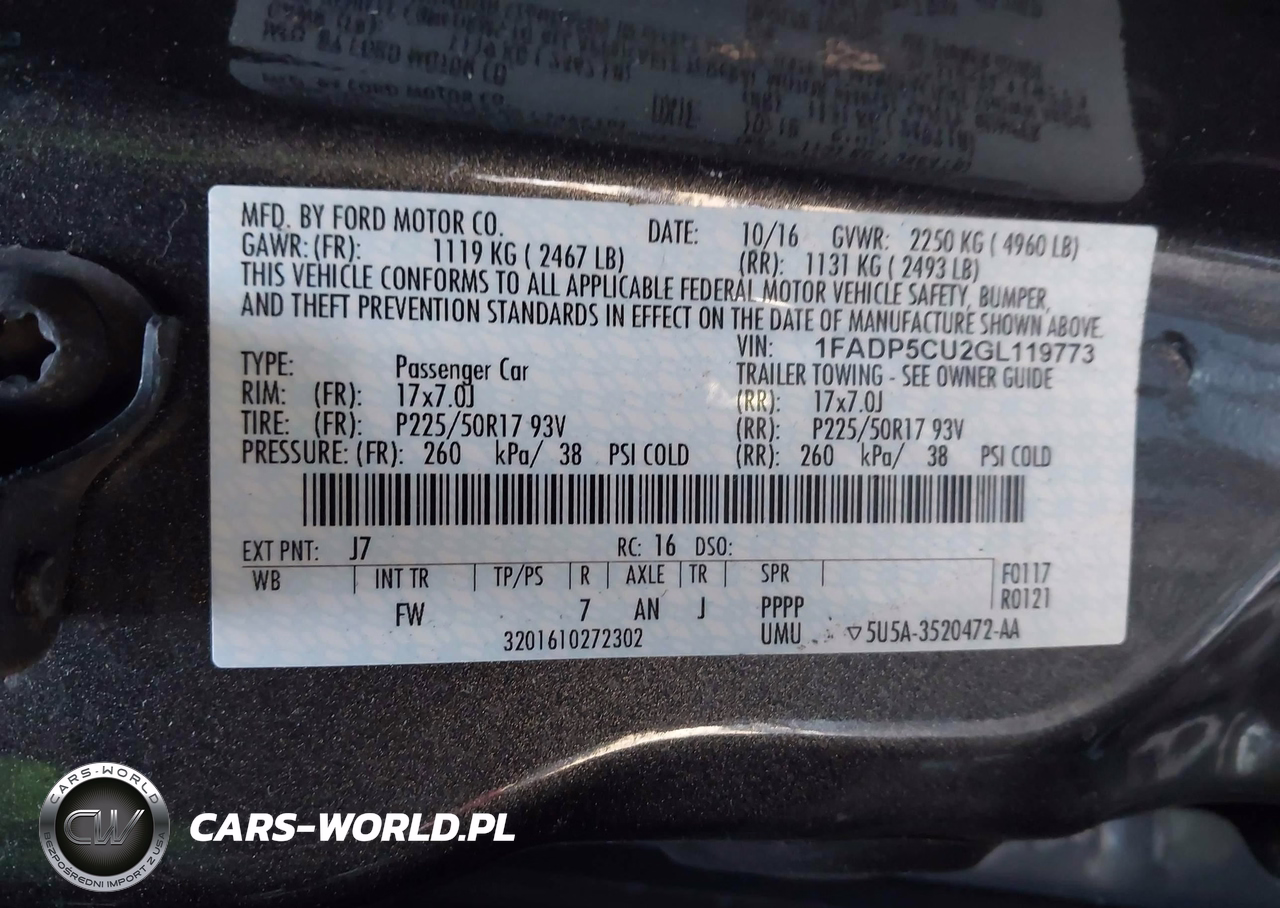 MFD. BY FORD MOTOR CO. DATE: 10/16 GVWR: 2250 KG ( 4960 LB)
GAWR: (FR): 1119 KG ( 2467 LB) (RR): 1131 KG ( 2493 LB)
THIS VEHICLE CONFORMS TO ALL APPLICABLE FEDERAL MOTOR VEHICLE SAFETY, BUMPER,
AND THEFT PREVENTION STANDARDS IN EFFECT ON THE DATE OF MANUFACTURE SHOWN ABOVE.
VIN: 1FADP5CU2GL119773
TYPE: Passenger Car TRAILER TOWING - SEE OWNER GUIDE
RIM: (FR): 17x7.0J (RR): 17x7.0J
TIRE: (FR): P225/50R17 93V (RR): P225/50R17 93V
PRESSURE: (FR): 260 kPa/ 38 PSI COLD (RR): 260 kPa/ 38 PSI COLD
EXT PNT: J7 RC: 16 DSO:
WB INT TR TP/PS R AXLE TR SPR F0117
R0121
FW 7 AN J PPPP
3201610272302 UMU ▽5U5A-3520472-AA
CARS-WORLD
CW
BEZPOŚREDNI IMPORT Z USA
CARS-WORLD.PL